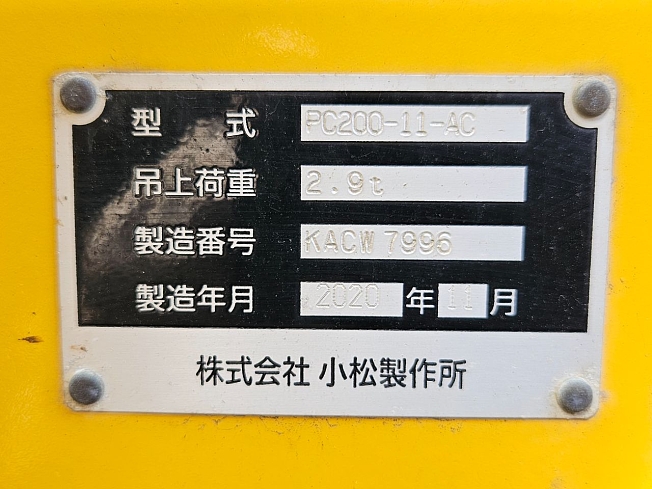 型 式 PC200-11-AC
吊上荷重 2.9t
製造番号 KACW 7996
製造年月 2020 年 11 月
株式会社 小松製作所